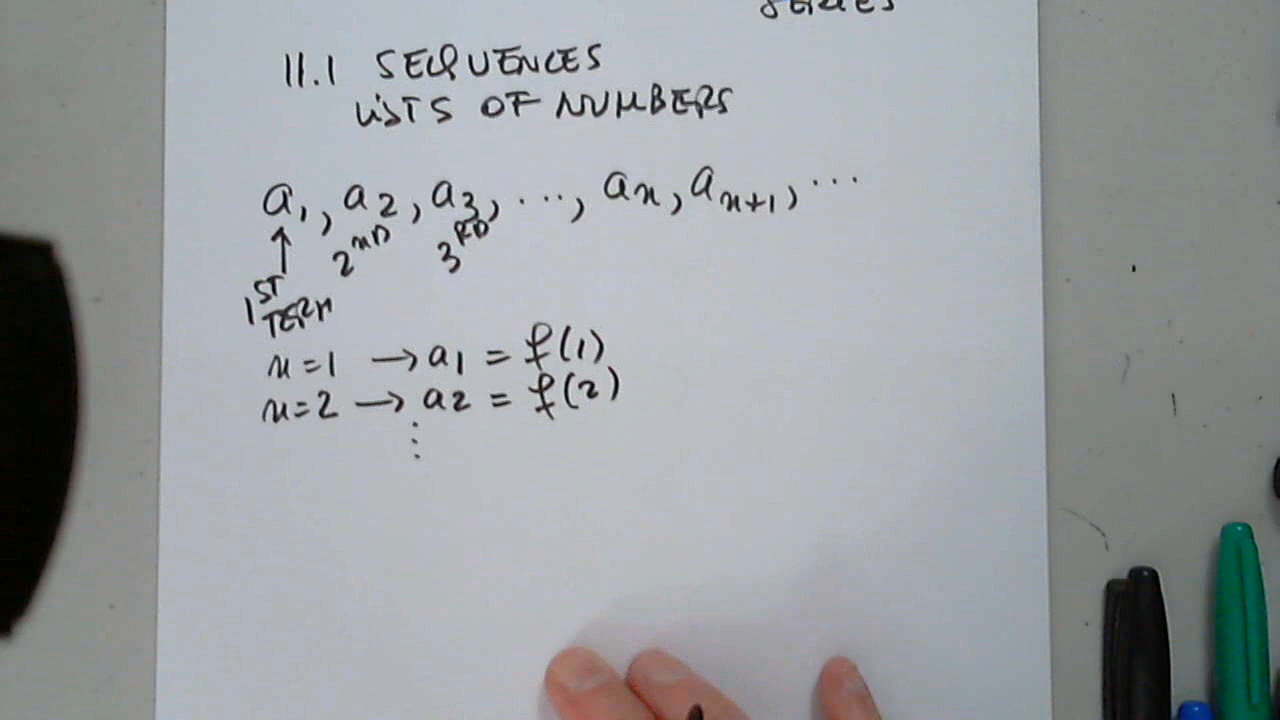 SERIES
11.1 SEQUENCES
LISTS OF NUMBERS
a₁, a₂, a₃, ..., aₙ, aₙ₊₁, ...
↑ 2ᴺᴰ 3ᴿᴰ
1ˢᵀ TERM
n=1 → a₁ = f(1)
n=2 → a₂ = f(2)
⋮